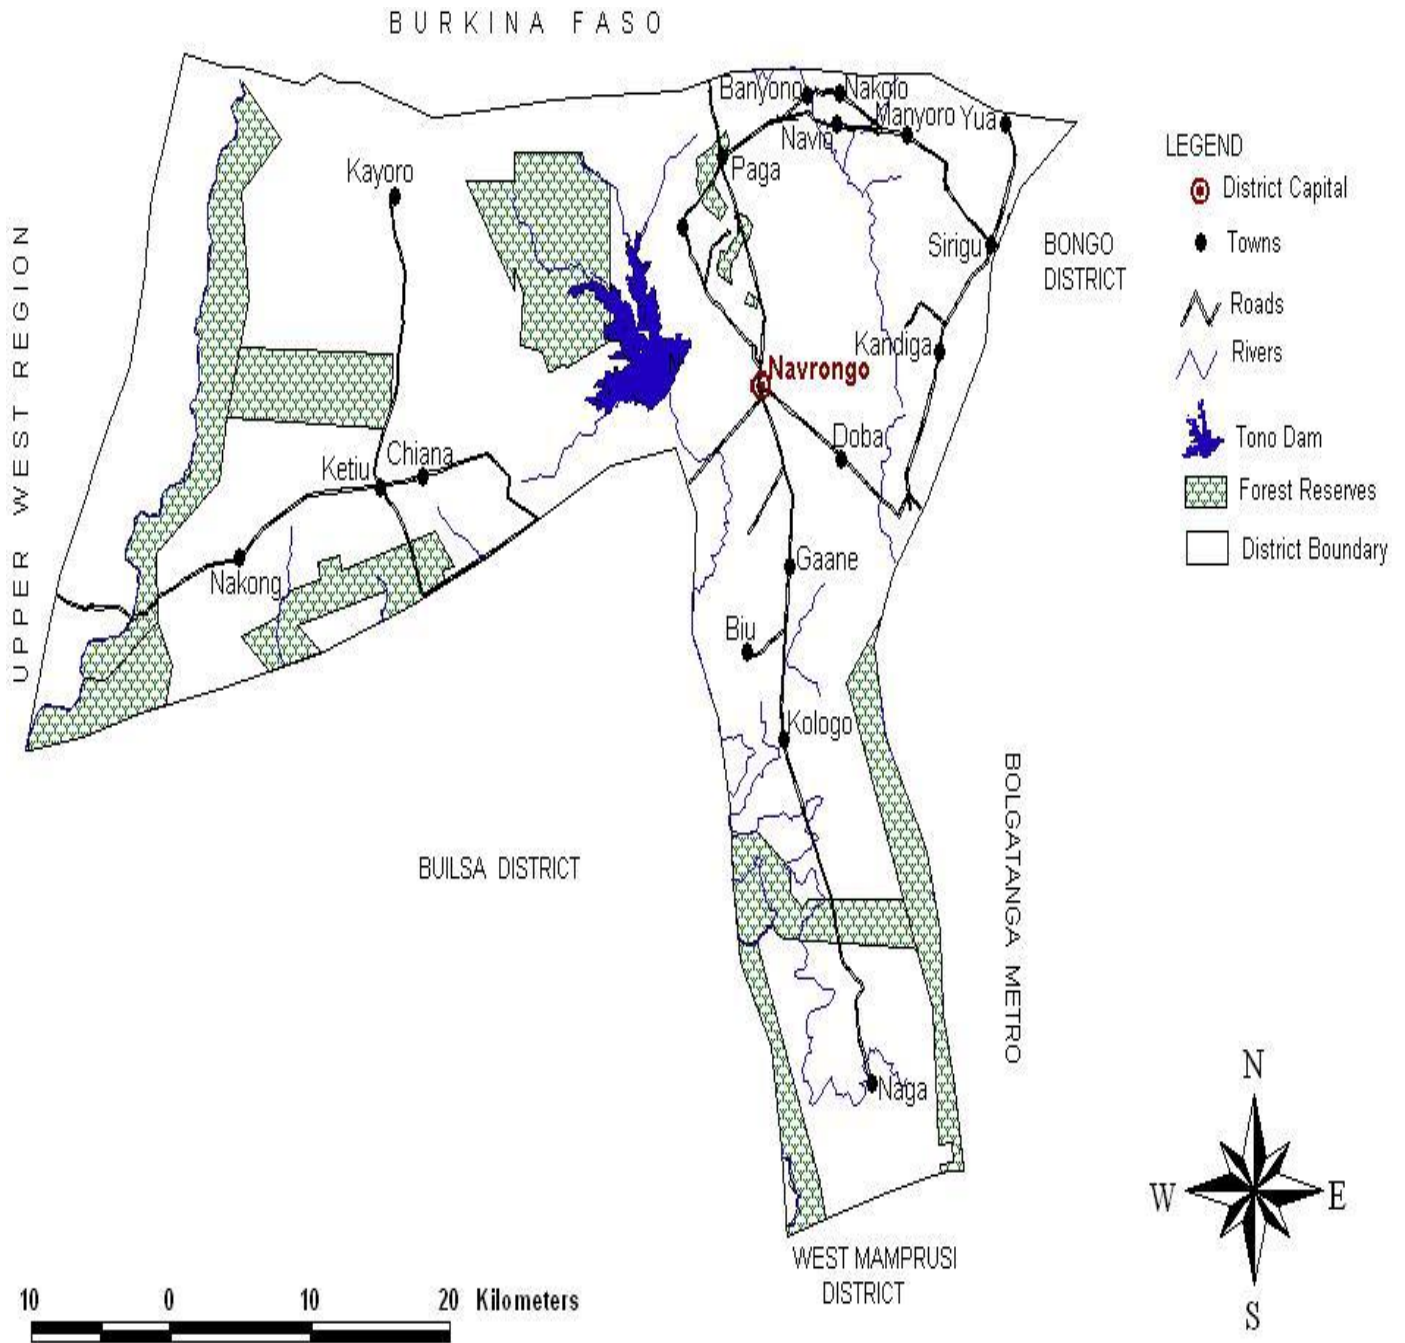 BURKINA FASO
Banyono
Nakolo
Manyoro
Yua
Navio
Paga
Kayoro
Sirigu
BONGO
DISTRICT
UPPER WEST REGION
Kandiga
Navrongo
Doba
Chiana
Ketiu
Nakong
Gaane
Biu
Kologo
BUILSA DISTRICT
BOLGATANGA METRO
Naga
WEST MAMPRUSI
DISTRICT
LEGEND
District Capital
Towns
Roads
Rivers
Tono Dam
Forest Reserves
District Boundary
N
W
E
S
10 0 10 20 Kilometers